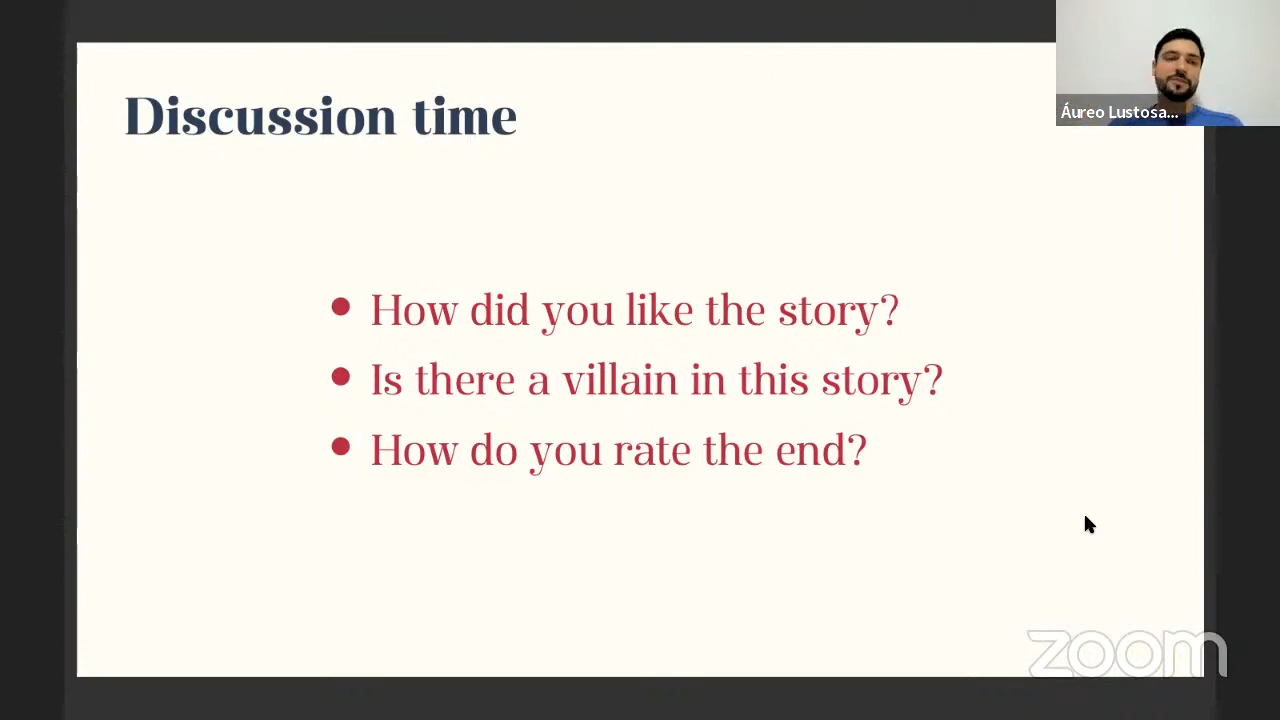 Discussion time
Áureo Lustosa...
• How did you like the story?
• Is there a villain in this story?
• How do you rate the end?
zoom